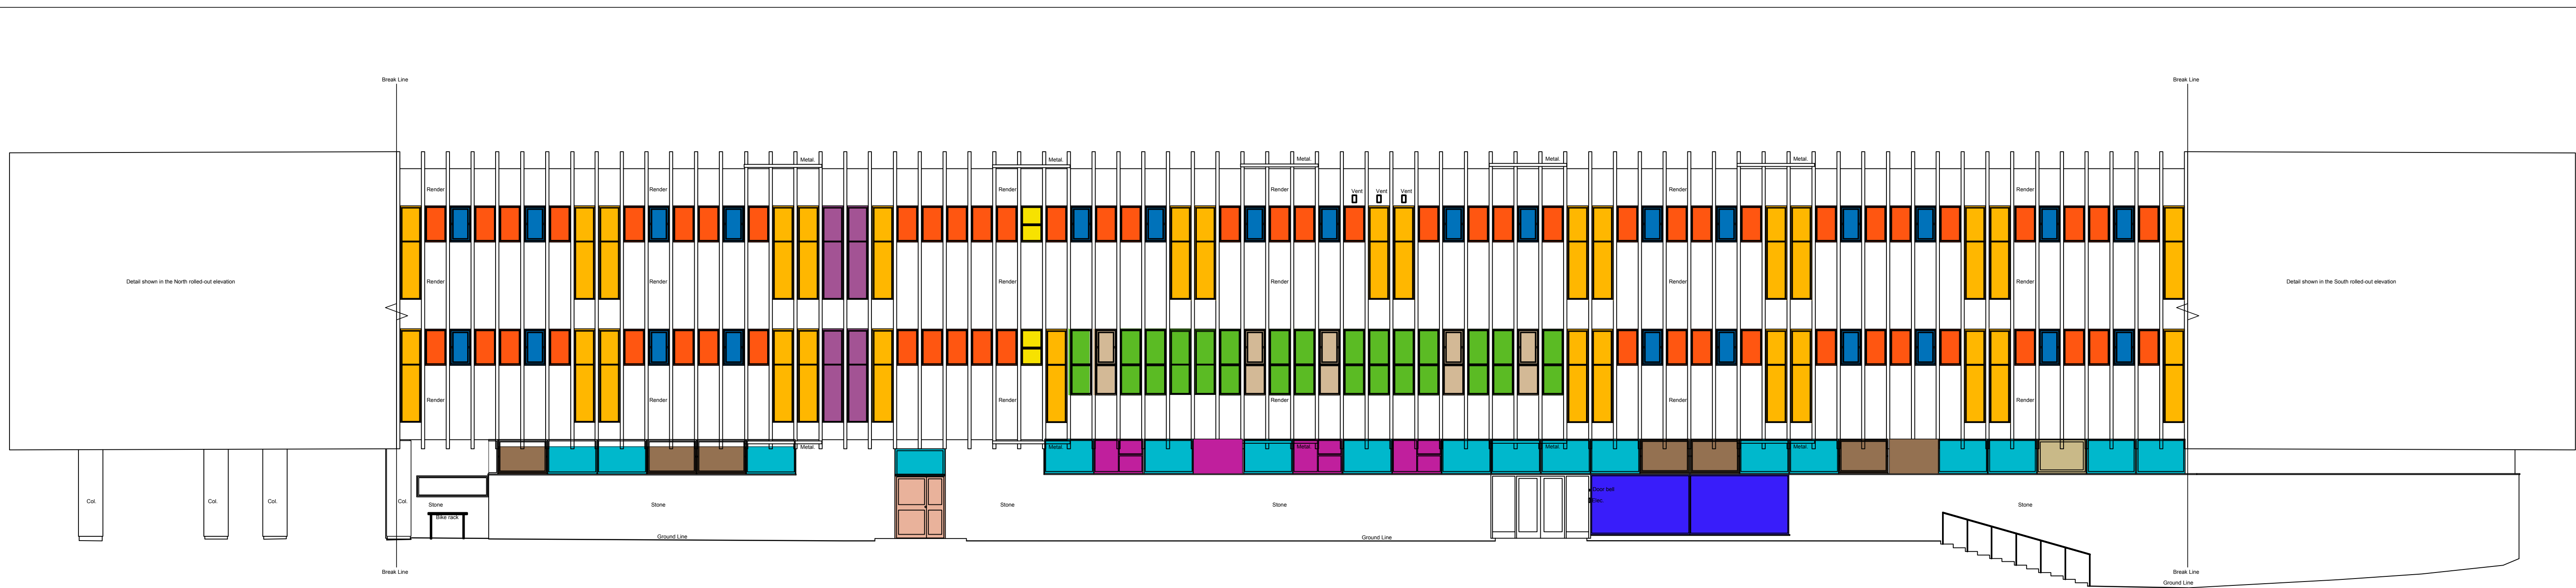 Break Line
Break Line
Metal.
Metal.
Metal.
Metal.
Metal.
Render
Render
Render
Render
Vent
Vent
Vent
Render
Render
Detail shown in the North rolled-out elevation
Render
Render
Render
Render
Render
Render
Detail shown in the South rolled-out elevation
Render
Render
Render
Render
Render
Render
Metal.
Metal.
Metal.
Metal.
Metal.
Col.
Col.
Col.
Col.
Stone
Stone
Stone
Stone
Door bell
Elec.
Stone
Bike rack
Ground Line
Ground Line
Break Line
Break Line
Ground Line